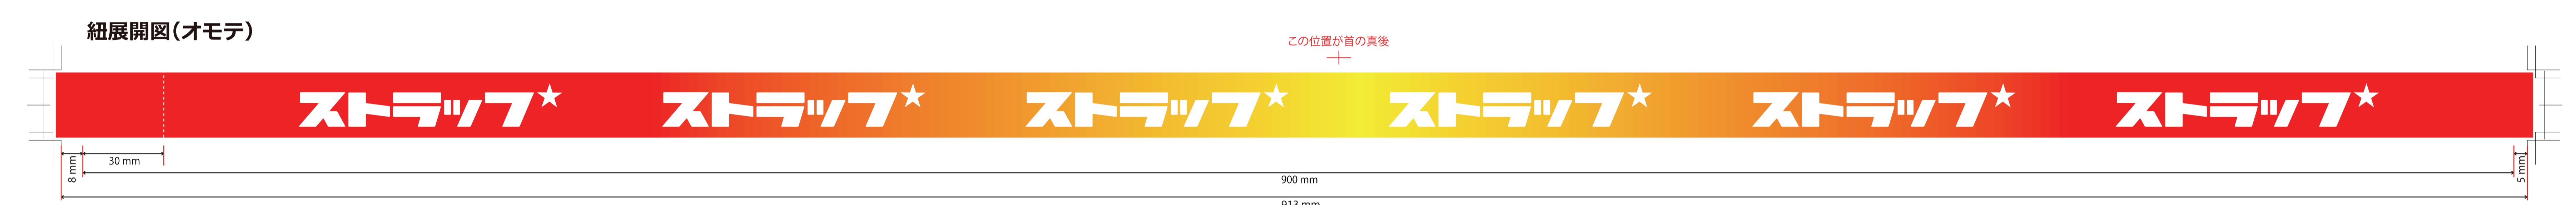 紐展開図(オモテ)
この位置が首の真後
ストラップ★ ストラップ★ ストラップ★ ストラップ★ ストラップ★ ストラップ★
8 mm
30 mm
900 mm
5 mm
913 mm